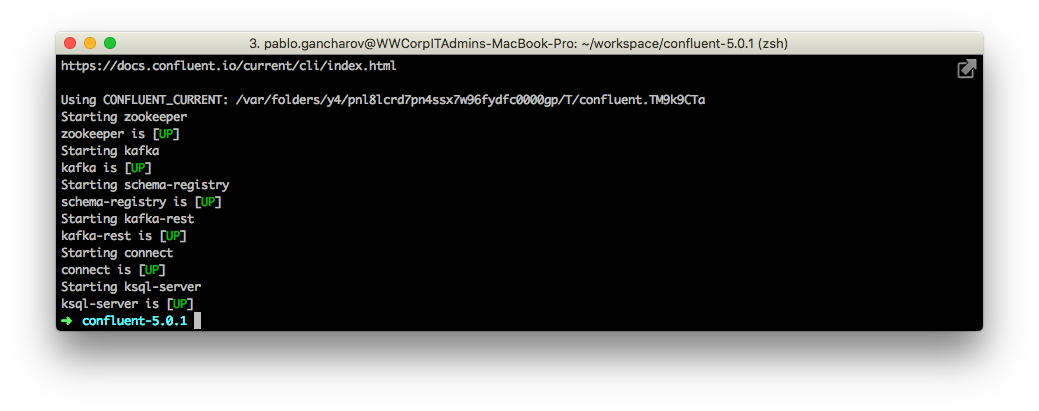 3. pablo.gancharov@WWCorpITAdmins-MacBook-Pro: ~/workspace/confluent-5.0.1 (zsh)
https://docs.confluent.io/current/cli/index.html
Using CONFLUENT_CURRENT: /var/folders/y4/pnl8lcrd7pn4ssx7w96fydfc0000gp/T/confluent.TM9k9CTa
Starting zookeeper
zookeeper is [UP]
Starting kafka
kafka is [UP]
Starting schema-registry
schema-registry is [UP]
Starting kafka-rest
kafka-rest is [UP]
Starting connect
connect is [UP]
Starting ksql-server
ksql-server is [UP]
➜ confluent-5.0.1